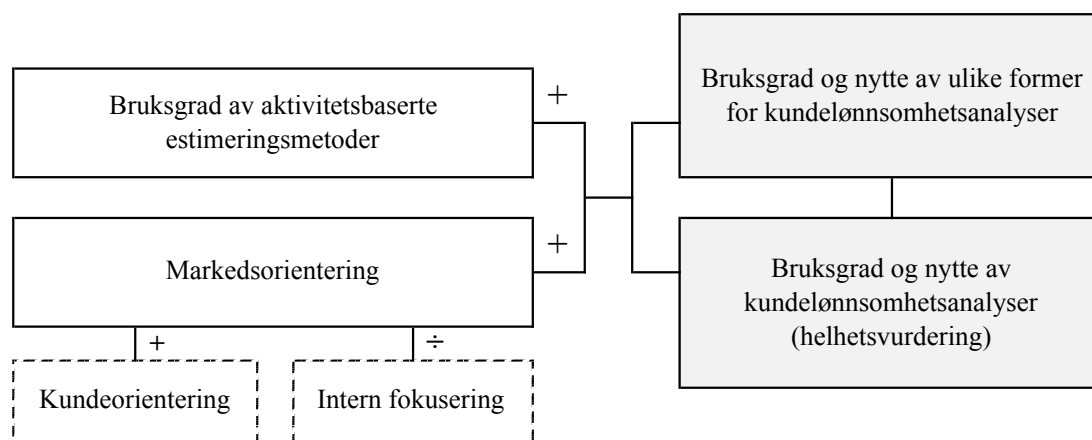 Bruksgrad av aktivitetsbaserte
estimeringsmetoder
+
Bruksgrad og nytte av ulike former
for kundelønnsomhetsanalyser
Markedsorientering
+
Bruksgrad og nytte av
kundelønnsomhetsanalyser
(helhetsvurdering)
+
÷
Kundeorientering
Intern fokusering